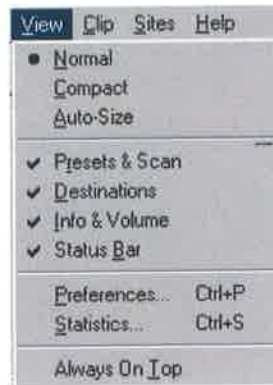 View Clip Sites Help
Normal
Compact
Auto-Size
Presets & Scan
Destinations
Info & Volume
Status Bar
Preferences... Ctrl+P
Statistics... Ctrl+S
Always On Top